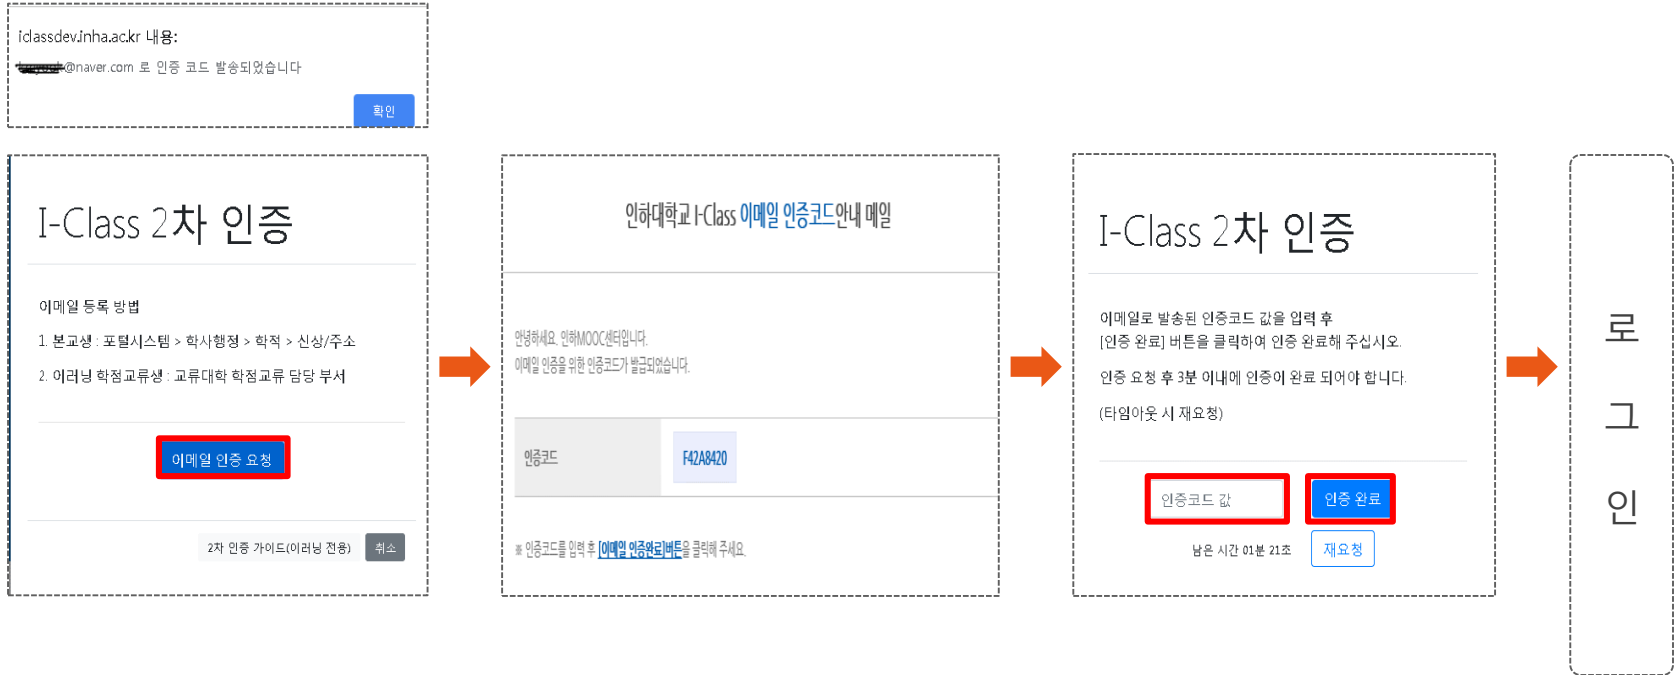 iclassdev.inha.ac.kr 내용:
@naver.com 로 인증 코드 발송되었습니다
확인
I-Class 2차 인증
이메일 등록 방법
1. 본교생 : 포털시스템 > 학사행정 > 학적 > 신상/주소
2. 이러닝 학점교류생 : 교류대학 학점교류 담당 부서
이메일 인증 요청
2차 인증 가이드(이러닝 전용)
취소
인하대학교 I-Class 이메일 인증코드안내 메일
안녕하세요. 인하MOOC센터입니다.
이메일 인증을 위한 인증코드가 발급되었습니다.
인증코드
F42A8420
※ 인증코드를 입력 후 [이메일 인증완료]버튼을 클릭해 주세요.
I-Class 2차 인증
이메일로 발송된 인증코드 값을 입력 후
[인증 완료] 버튼을 클릭하여 인증 완료해 주십시오.
인증 요청 후 3분 이내에 인증이 완료 되어야 합니다.
(타임아웃 시 재요청)
인증코드 값
인증 완료
남은 시간 01분 21초
재요청
로
그
인